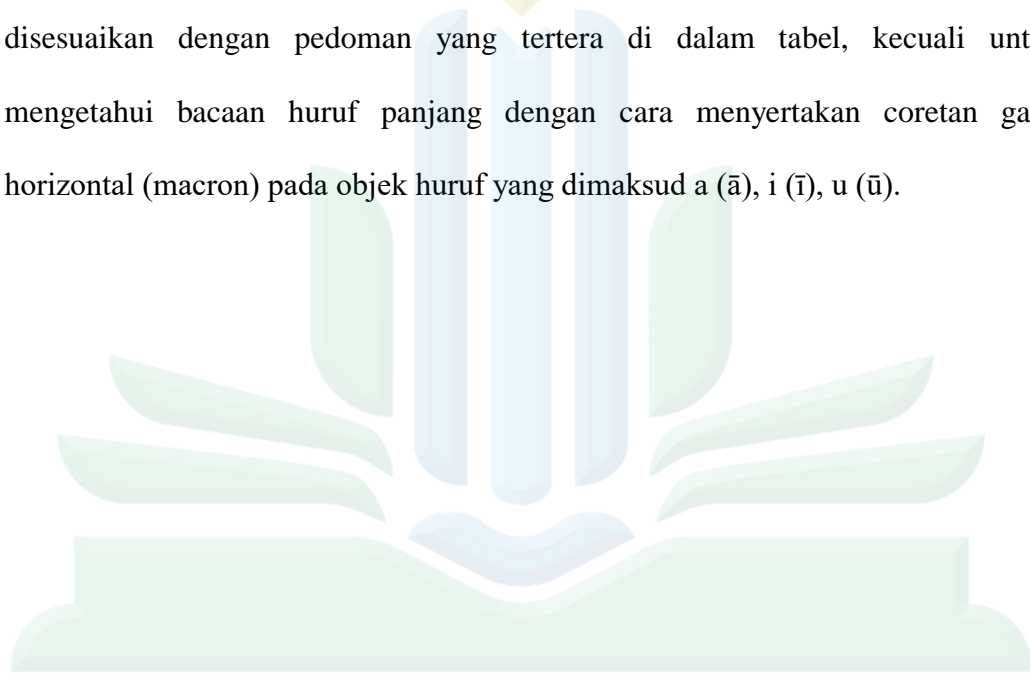 disesuaikan dengan pedoman yang tertera di dalam tabel, kecuali unt
mengetahui bacaan huruf panjang dengan cara menyertakan coretan ga
horizontal (macron) pada objek huruf yang dimaksud a (ā), i (ī), u (ū).